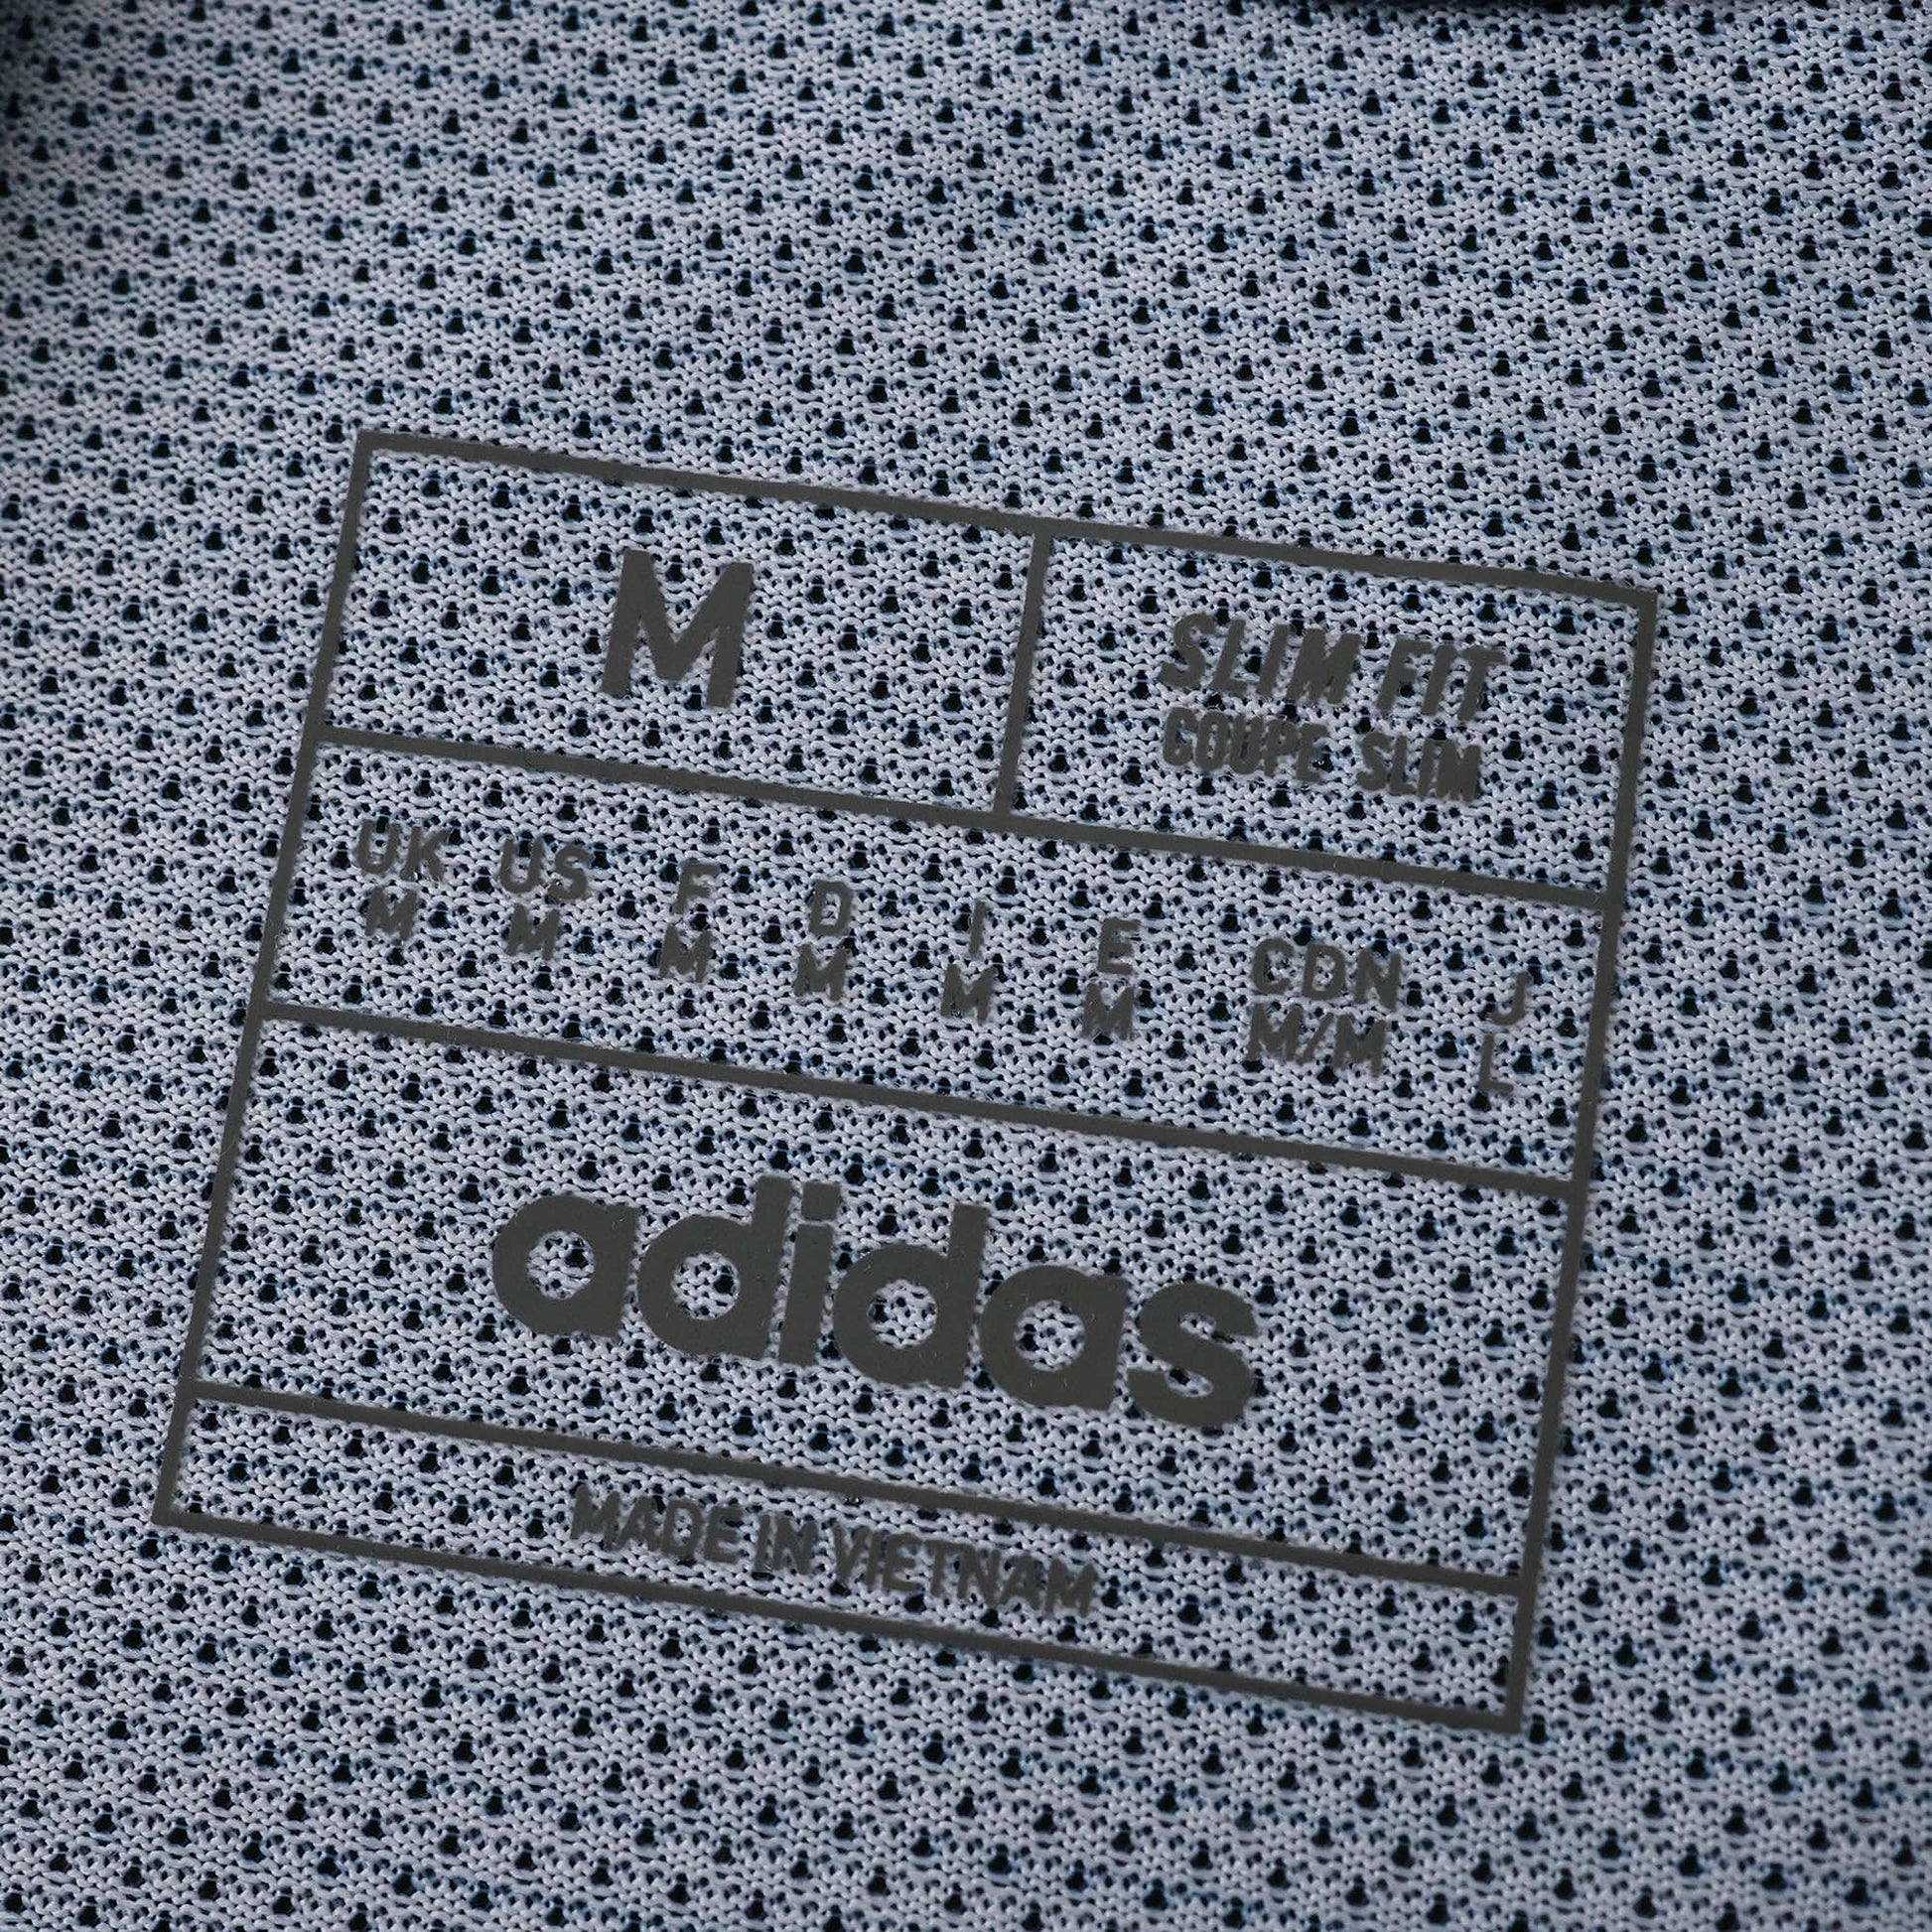 M
SLIM FIT
COUPE SLIM
UK US F D I E CDN J
M M M M M M M/M L
adidas
MADE IN VIETNAM